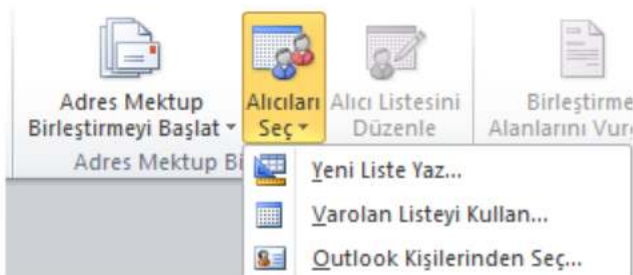 Adres Mektup
Birleştirmeyi Başlat
Alıcıları
Seç
Alıcı Listesini
Düzenle
Birleştirme
Alanlarını Vurg
Adres Mektup Bi
Yeni Liste Yaz...
Varolan Listeyi Kullan...
Outlook Kişilerinden Seç...